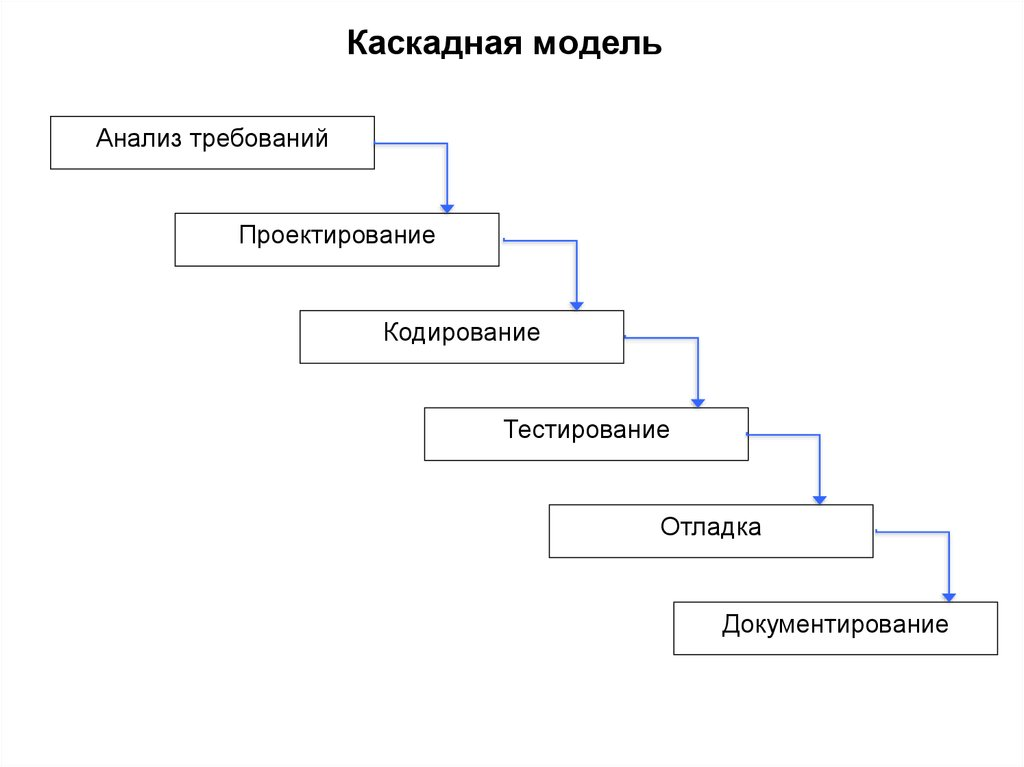 Каскадная модель
Анализ требований
Проектирование
Кодирование
Тестирование
Отладка
Документирование